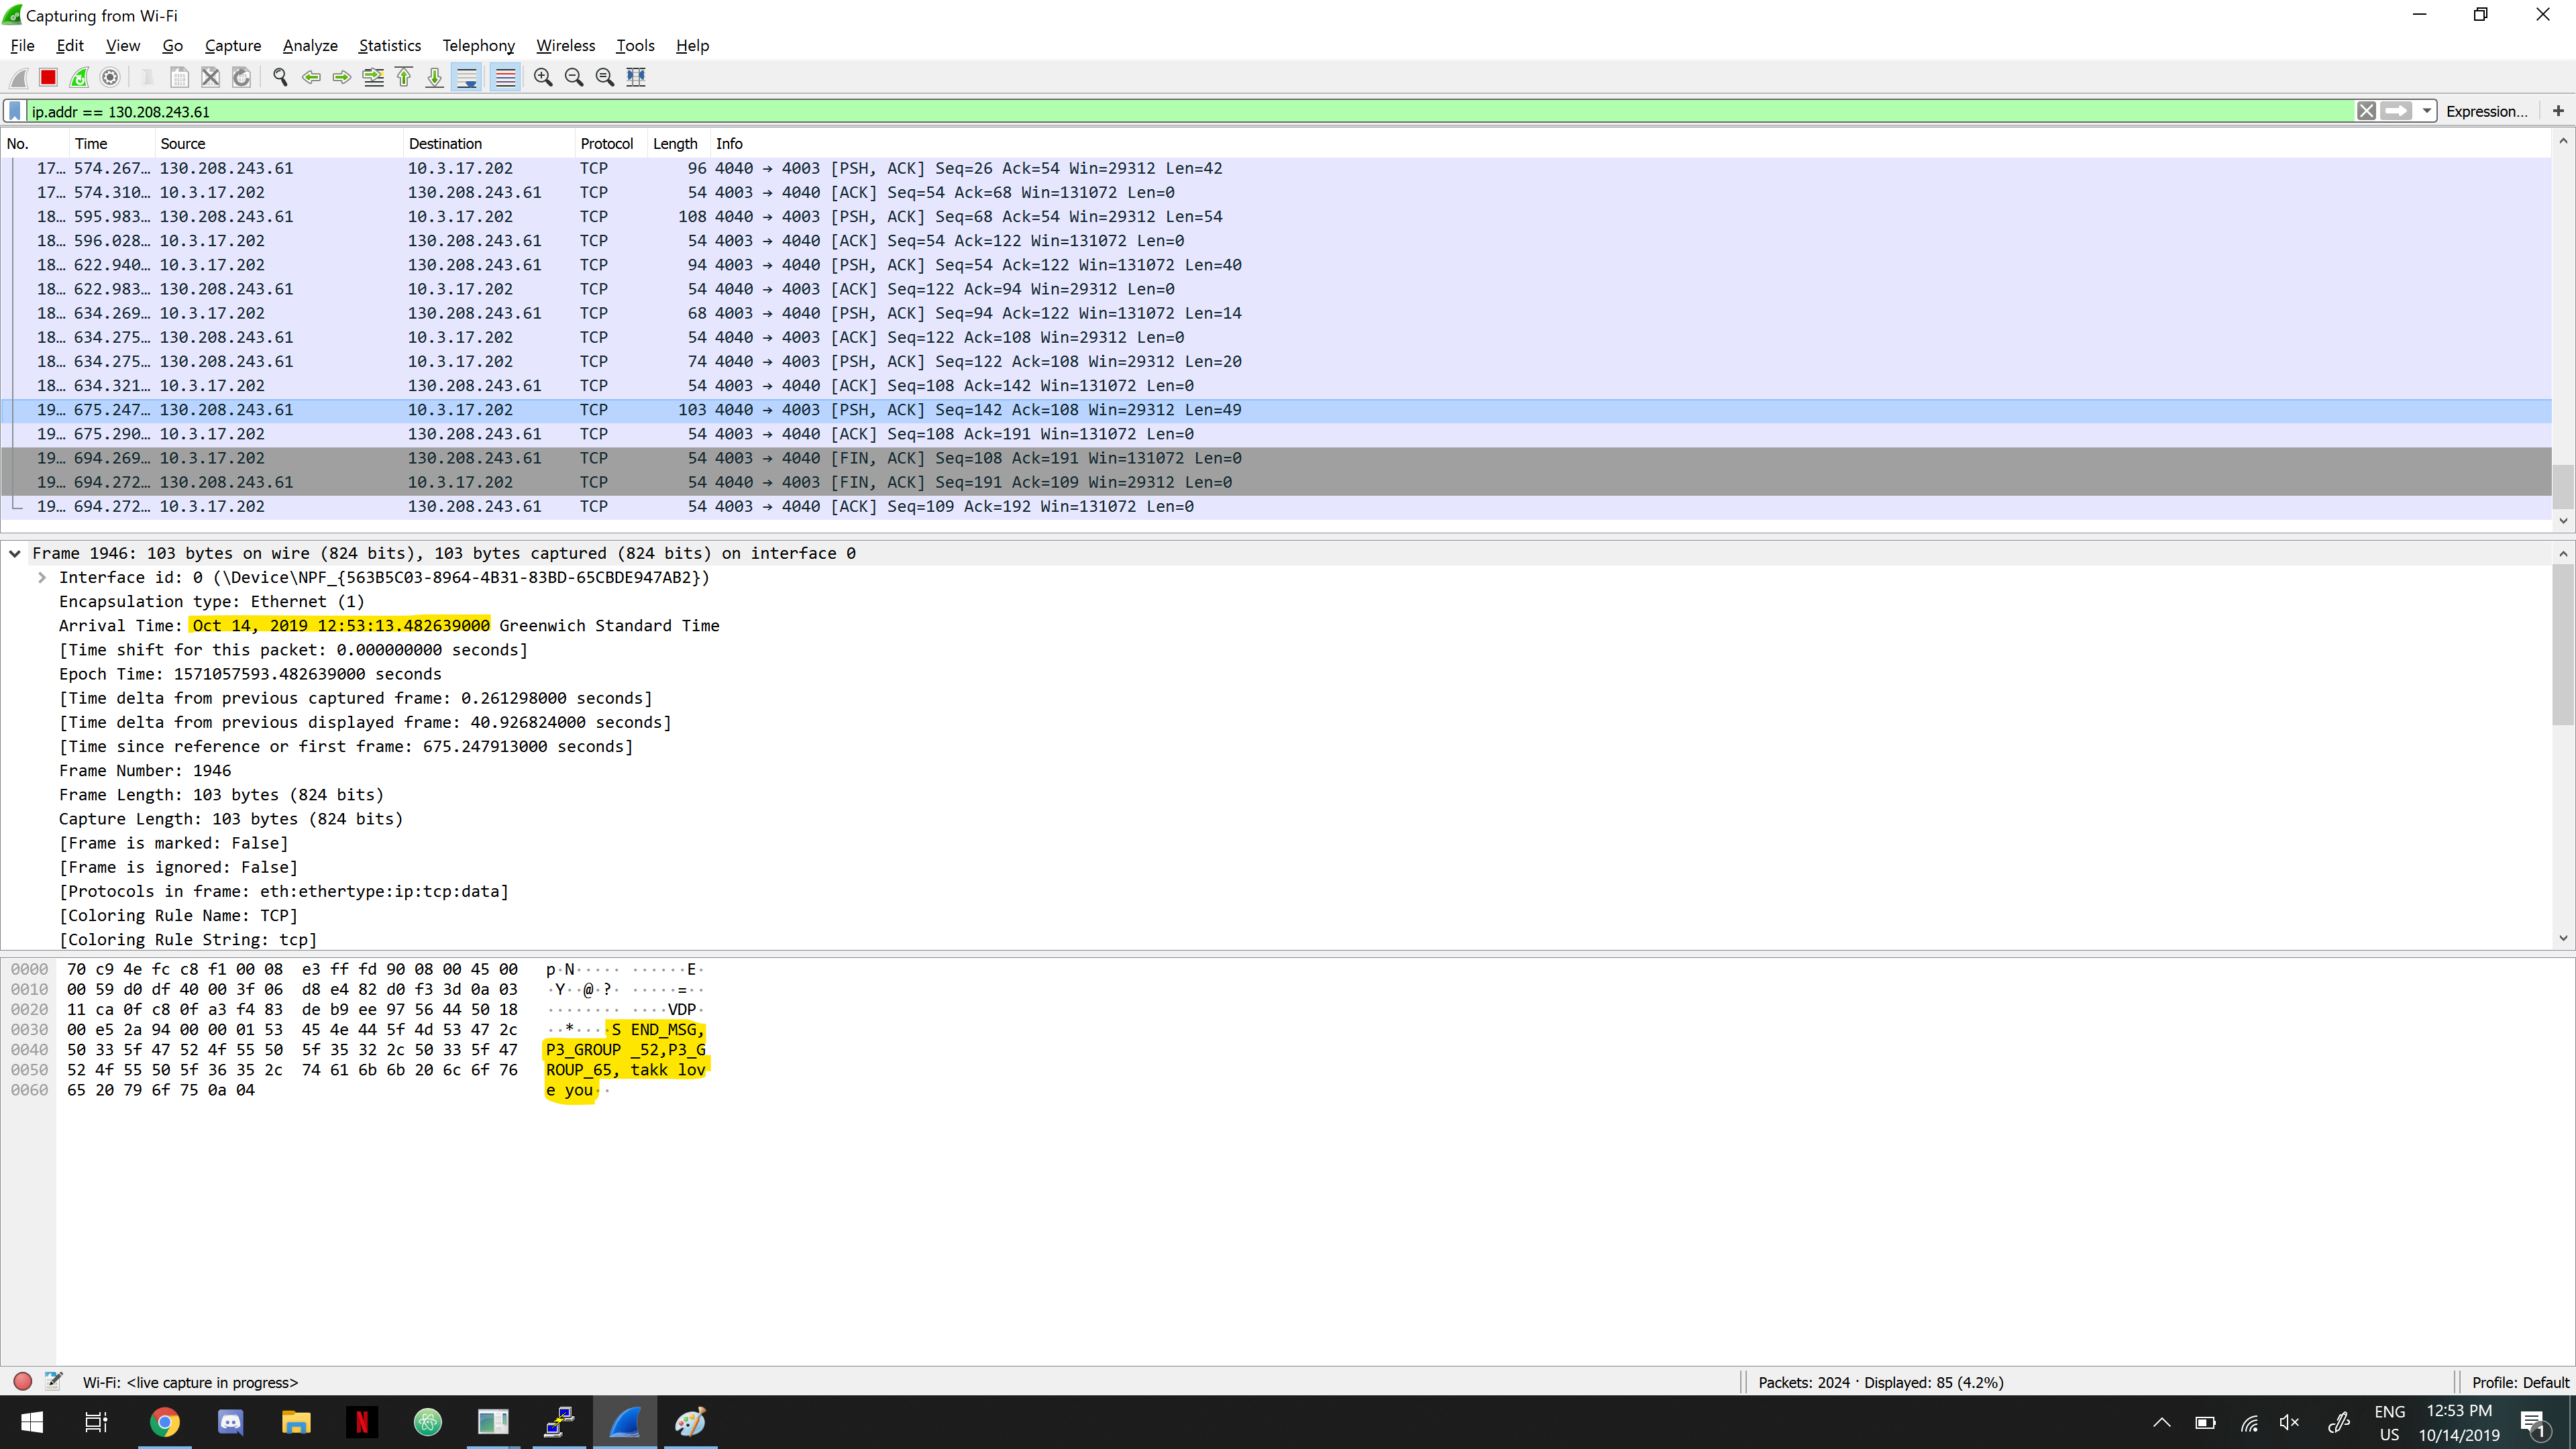 Capturing from Wi-Fi
File Edit View Go Capture Analyze Statistics Telephony Wireless Tools Help
ip.addr == 130.208.243.61 Expression... +
No. Time Source Destination Protocol Length Info
17... 574.267... 130.208.243.61 10.3.17.202 TCP 96 4040 → 4003 [PSH, ACK] Seq=26 Ack=54 Win=29312 Len=42
17... 574.310... 10.3.17.202 130.208.243.61 TCP 54 4003 → 4040 [ACK] Seq=54 Ack=68 Win=131072 Len=0
18... 595.983... 130.208.243.61 10.3.17.202 TCP 108 4040 → 4003 [PSH, ACK] Seq=68 Ack=54 Win=29312 Len=54
18... 596.028... 10.3.17.202 130.208.243.61 TCP 54 4003 → 4040 [ACK] Seq=54 Ack=122 Win=131072 Len=0
18... 622.940... 10.3.17.202 130.208.243.61 TCP 94 4003 → 4040 [PSH, ACK] Seq=54 Ack=122 Win=131072 Len=40
18... 622.983... 130.208.243.61 10.3.17.202 TCP 54 4040 → 4003 [ACK] Seq=122 Ack=94 Win=29312 Len=0
18... 634.269... 10.3.17.202 130.208.243.61 TCP 68 4003 → 4040 [PSH, ACK] Seq=94 Ack=122 Win=131072 Len=14
18... 634.275... 130.208.243.61 10.3.17.202 TCP 54 4040 → 4003 [ACK] Seq=122 Ack=108 Win=29312 Len=0
18... 634.275... 130.208.243.61 10.3.17.202 TCP 74 4040 → 4003 [PSH, ACK] Seq=122 Ack=108 Win=29312 Len=20
18... 634.321... 10.3.17.202 130.208.243.61 TCP 54 4003 → 4040 [ACK] Seq=108 Ack=142 Win=131072 Len=0
19... 675.247... 130.208.243.61 10.3.17.202 TCP 103 4040 → 4003 [PSH, ACK] Seq=142 Ack=108 Win=29312 Len=49
19... 675.290... 10.3.17.202 130.208.243.61 TCP 54 4003 → 4040 [ACK] Seq=108 Ack=191 Win=131072 Len=0
19... 694.269... 10.3.17.202 130.208.243.61 TCP 54 4003 → 4040 [FIN, ACK] Seq=108 Ack=191 Win=131072 Len=0
19... 694.272... 130.208.243.61 10.3.17.202 TCP 54 4040 → 4003 [FIN, ACK] Seq=191 Ack=109 Win=29312 Len=0
19... 694.272... 10.3.17.202 130.208.243.61 TCP 54 4003 → 4040 [ACK] Seq=109 Ack=192 Win=131072 Len=0
Frame 1946: 103 bytes on wire (824 bits), 103 bytes captured (824 bits) on interface 0
Interface id: 0 (\Device\NPF_{563B5C03-8964-4B31-83BD-65CBDE947AB2})
Encapsulation type: Ethernet (1)
Arrival Time: Oct 14, 2019 12:53:13.482639000 Greenwich Standard Time
[Time shift for this packet: 0.000000000 seconds]
Epoch Time: 1571057593.482639000 seconds
[Time delta from previous captured frame: 0.261298000 seconds]
[Time delta from previous displayed frame: 40.926824000 seconds]
[Time since reference or first frame: 675.247913000 seconds]
Frame Number: 1946
Frame Length: 103 bytes (824 bits)
Capture Length: 103 bytes (824 bits)
[Frame is marked: False]
[Frame is ignored: False]
[Protocols in frame: eth:ethertype:ip:tcp:data]
[Coloring Rule Name: TCP]
[Coloring Rule String: tcp]
0000 70 c9 4e fc c8 f1 00 08 e3 ff fd 90 08 00 45 00 p·N····· ······E·
0010 00 59 d0 df 40 00 3f 06 d8 e4 82 d0 f3 3d 0a 03 ·Y··@·?· ·····=··
0020 11 ca 0f c8 0f a3 f4 83 de b9 ee 97 56 44 50 18 ········ ····VDP·
0030 00 e5 2a 94 00 00 01 53 45 4e 44 5f 4d 53 47 2c ··*····S END_MSG,
0040 50 33 5f 47 52 4f 55 50 5f 35 32 2c 50 33 5f 47 P3_GROUP _52,P3_G
0050 52 4f 55 50 5f 36 35 2c 74 61 6b 6b 20 6c 6f 76 ROUP_65, takk lov
0060 65 20 79 6f 75 0a 04 e you··
Wi-Fi: <live capture in progress> Packets: 2024 · Displayed: 85 (4.2%) Profile: Default
ENG 12:53 PM
US 10/14/2019 1